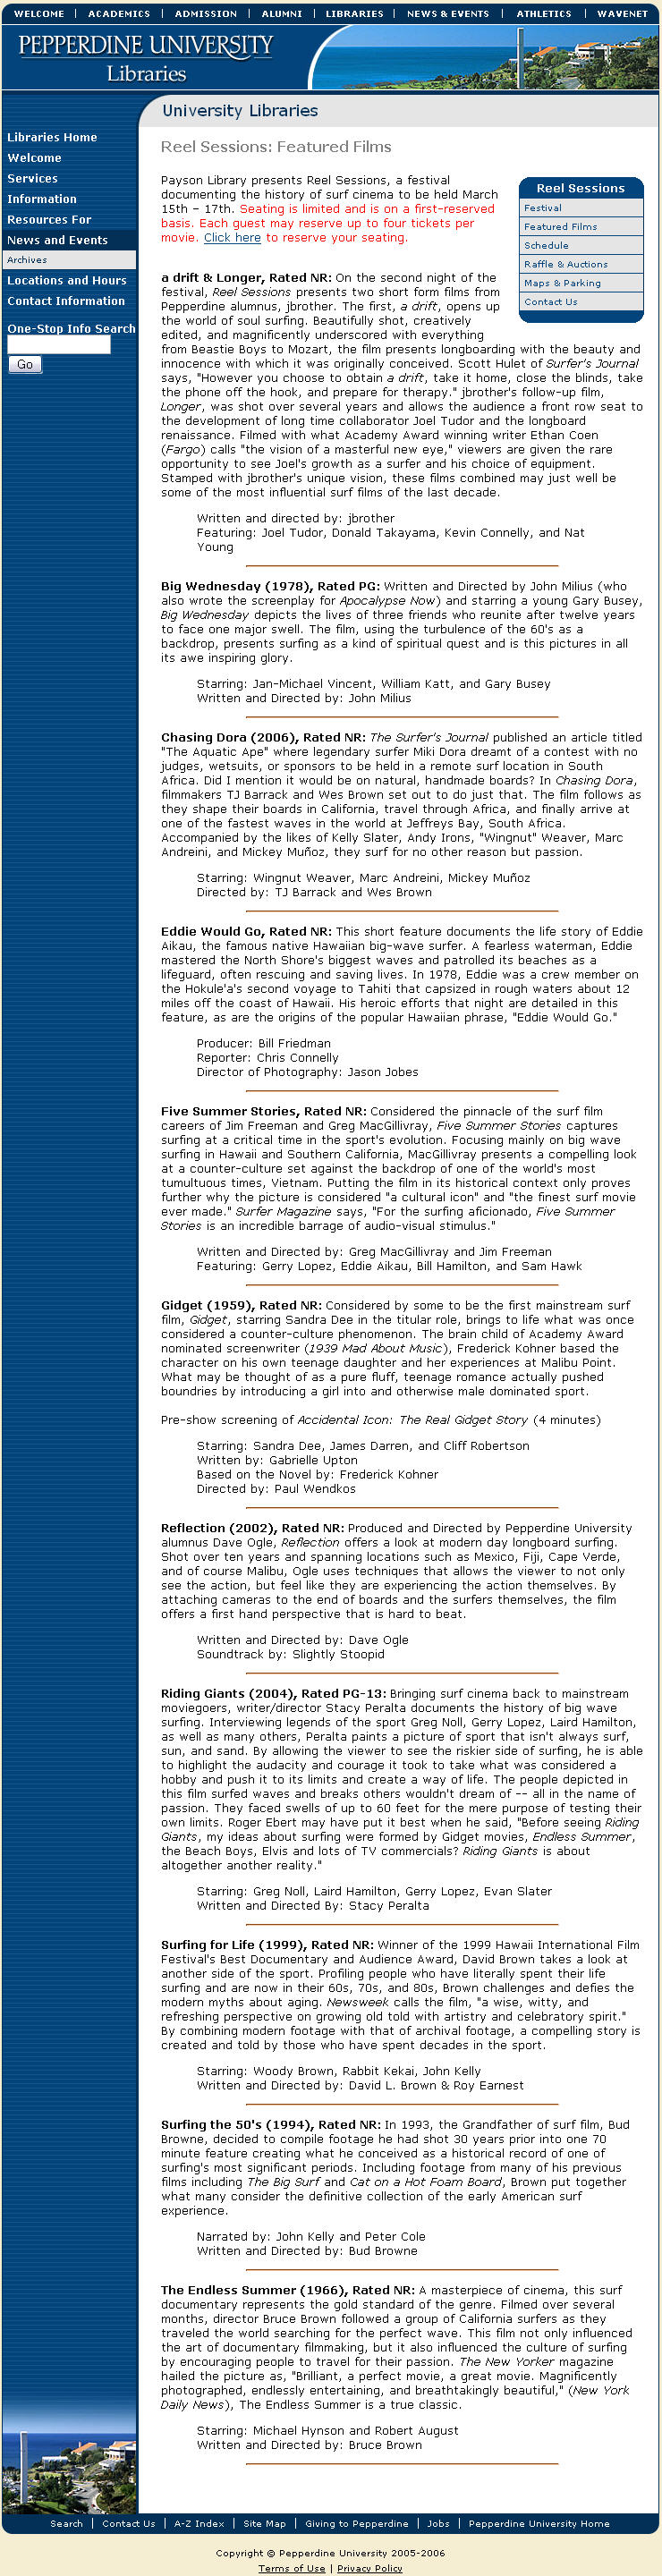 WELCOME | ACADEMICS | ADMISSION | ALUMNI | LIBRARIES | NEWS & EVENTS | ATHLETICS | WAVENET
PEPPERDINE UNIVERSITY
Libraries
University Libraries
Libraries Home
Welcome
Services
Information
Resources For
News and Events
Archives
Locations and Hours
Contact Information
One-Stop Info Search
Go
Reel Sessions: Featured Films
Reel Sessions
Festival
Featured Films
Schedule
Raffle & Auctions
Maps & Parking
Contact Us
Payson Library presents Reel Sessions, a festival
documenting the history of surf cinema to be held March
15th - 17th. Seating is limited and is on a first-reserved
basis. Each guest may reserve up to four tickets per
movie. Click here to reserve your seating.
a drift & Longer, Rated NR: On the second night of the
festival, Reel Sessions presents two short form films from
Pepperdine alumnus, jbrother. The first, a drift, opens up
the world of soul surfing. Beautifully shot, creatively
edited, and magnificently underscored with everything
from Beastie Boys to Mozart, the film presents longboarding with the beauty and
innocence with which it was originally conceived. Scott Hulet of Surfer's Journal
says, "However you choose to obtain a drift, take it home, close the blinds, take
the phone off the hook, and prepare for therapy." jbrother's follow-up film,
Longer, was shot over several years and allows the audience a front row seat to
the development of long time collaborator Joel Tudor and the longboard
renaissance. Filmed with what Academy Award winning writer Ethan Coen
(Fargo) calls "the vision of a masterful new eye," viewers are given the rare
opportunity to see Joel's growth as a surfer and his choice of equipment.
Stamped with jbrother's unique vision, these films combined may just well be
some of the most influential surf films of the last decade.
Written and directed by: jbrother
Featuring: Joel Tudor, Donald Takayama, Kevin Connelly, and Nat
Young
Big Wednesday (1978), Rated PG: Written and Directed by John Milius (who
also wrote the screenplay for Apocalypse Now) and starring a young Gary Busey,
Big Wednesday depicts the lives of three friends who reunite after twelve years
to face one major swell. The film, using the turbulence of the 60's as a
backdrop, presents surfing as a kind of spiritual quest and is this pictures in all
its awe inspiring glory.
Starring: Jan-Michael Vincent, William Katt, and Gary Busey
Written and Directed by: John Milius
Chasing Dora (2006), Rated NR: The Surfer's Journal published an article titled
"The Aquatic Ape" where legendary surfer Miki Dora dreamt of a contest with no
judges, wetsuits, or sponsors to be held in a remote surf location in South
Africa. Did I mention it would be on natural, handmade boards? In Chasing Dora,
filmmakers TJ Barrack and Wes Brown set out to do just that. The film follows as
they shape their boards in California, travel through Africa, and finally arrive at
one of the fastest waves in the world at Jeffreys Bay, South Africa.
Accompanied by the likes of Kelly Slater, Andy Irons, "Wingnut" Weaver, Marc
Andreini, and Mickey Muñoz, they surf for no other reason but passion.
Starring: Wingnut Weaver, Marc Andreini, Mickey Muñoz
Directed by: TJ Barrack and Wes Brown
Eddie Would Go, Rated NR: This short feature documents the life story of Eddie
Aikau, the famous native Hawaiian big-wave surfer. A fearless waterman, Eddie
mastered the North Shore's biggest waves and patrolled its beaches as a
lifeguard, often rescuing and saving lives. In 1978, Eddie was a crew member on
the Hokule'a's second voyage to Tahiti that capsized in rough waters about 12
miles off the coast of Hawaii. His heroic efforts that night are detailed in this
feature, as are the origins of the popular Hawaiian phrase, "Eddie Would Go."
Producer: Bill Friedman
Reporter: Chris Connelly
Director of Photography: Jason Jobes
Five Summer Stories, Rated NR: Considered the pinnacle of the surf film
careers of Jim Freeman and Greg MacGillivray, Five Summer Stories captures
surfing at a critical time in the sport's evolution. Focusing mainly on big wave
surfing in Hawaii and Southern California, MacGillivray presents a compelling look
at a counter-culture set against the backdrop of one of the world's most
tumultuous times, Vietnam. Putting the film in its historical context only proves
further why the picture is considered "a cultural icon" and "the finest surf movie
ever made." Surfer Magazine says, "For the surfing aficionado, Five Summer
Stories is an incredible barrage of audio-visual stimulus."
Written and Directed by: Greg MacGillivray and Jim Freeman
Featuring: Gerry Lopez, Eddie Aikau, Bill Hamilton, and Sam Hawk
Gidget (1959), Rated NR: Considered by some to be the first mainstream surf
film, Gidget, starring Sandra Dee in the titular role, brings to life what was once
considered a counter-culture phenomenon. The brain child of Academy Award
nominated screenwriter (1939 Mad About Music), Frederick Kohner based the
character on his own teenage daughter and her experiences at Malibu Point.
What may be thought of as a pure fluff, teenage romance actually pushed
boundries by introducing a girl into and otherwise male dominated sport.
Pre-show screening of Accidental Icon: The Real Gidget Story (4 minutes)
Starring: Sandra Dee, James Darren, and Cliff Robertson
Written by: Gabrielle Upton
Based on the Novel by: Frederick Kohner
Directed by: Paul Wendkos
Reflection (2002), Rated NR: Produced and Directed by Pepperdine University
alumnus Dave Ogle, Reflection offers a look at modern day longboard surfing.
Shot over ten years and spanning locations such as Mexico, Fiji, Cape Verde,
and of course Malibu, Ogle uses techniques that allows the viewer to not only
see the action, but feel like they are experiencing the action themselves. By
attaching cameras to the end of boards and the surfers themselves, the film
offers a first hand perspective that is hard to beat.
Written and Directed by: Dave Ogle
Soundtrack by: Slightly Stoopid
Riding Giants (2004), Rated PG-13: Bringing surf cinema back to mainstream
moviegoers, writer/director Stacy Peralta documents the history of big wave
surfing. Interviewing legends of the sport Greg Noll, Gerry Lopez, Laird Hamilton,
as well as many others, Peralta paints a picture of sport that isn't always surf,
sun, and sand. By allowing the viewer to see the riskier side of surfing, he is able
to highlight the audacity and courage it took to take what was considered a
hobby and push it to its limits and create a way of life. The people depicted in
this film surfed waves and breaks others wouldn't dream of -- all in the name of
passion. They faced swells of up to 60 feet for the mere purpose of testing their
own limits. Roger Ebert may have put it best when he said, "Before seeing Riding
Giants, my ideas about surfing were formed by Gidget movies, Endless Summer,
the Beach Boys, Elvis and lots of TV commercials? Riding Giants is about
altogether another reality."
Starring: Greg Noll, Laird Hamilton, Gerry Lopez, Evan Slater
Written and Directed By: Stacy Peralta
Surfing for Life (1999), Rated NR: Winner of the 1999 Hawaii International Film
Festival's Best Documentary and Audience Award, David Brown takes a look at
another side of the sport. Profiling people who have literally spent their life
surfing and are now in their 60s, 70s, and 80s, Brown challenges and defies the
modern myths about aging. Newsweek calls the film, "a wise, witty, and
refreshing perspective on growing old told with artistry and celebratory spirit."
By combining modern footage with that of archival footage, a compelling story is
created and told by those who have spent decades in the sport.
Starring: Woody Brown, Rabbit Kekai, John Kelly
Written and Directed by: David L. Brown & Roy Earnest
Surfing the 50's (1994), Rated NR: In 1993, the Grandfather of surf film, Bud
Browne, decided to compile footage he had shot 30 years prior into one 70
minute feature creating what he conceived as a historical record of one of
surfing's most significant periods. Including footage from many of his previous
films including The Big Surf and Cat on a Hot Foam Board, Brown put together
what many consider the definitive collection of the early American surf
experience.
Narrated by: John Kelly and Peter Cole
Written and Directed by: Bud Browne
The Endless Summer (1966), Rated NR: A masterpiece of cinema, this surf
documentary represents the gold standard of the genre. Filmed over several
months, director Bruce Brown followed a group of California surfers as they
traveled the world searching for the perfect wave. This film not only influenced
the art of documentary filmmaking, but it also influenced the culture of surfing
by encouraging people to travel for their passion. The New Yorker magazine
hailed the picture as, "Brilliant, a perfect movie, a great movie. Magnificently
photographed, endlessly entertaining, and breathtakingly beautiful," (New York
Daily News), The Endless Summer is a true classic.
Starring: Michael Hynson and Robert August
Written and Directed by: Bruce Brown
Search | Contact Us | A-Z Index | Site Map | Giving to Pepperdine | Jobs | Pepperdine University Home
Copyright © Pepperdine University 2005-2006
Terms of Use | Privacy Policy